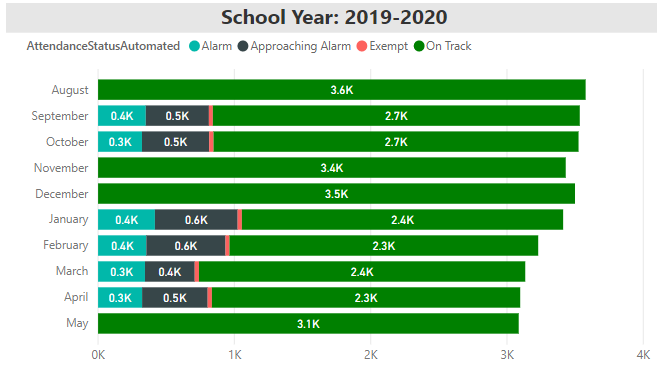 School Year: 2019-2020
AttendanceStatusAutomated Alarm Approaching Alarm Exempt On Track
August 3.6K
September 0.4K 0.5K 2.7K
October 0.3K 0.5K 2.7K
November 3.4K
December 3.5K
January 0.4K 0.6K 2.4K
February 0.4K 0.6K 2.3K
March 0.3K 0.4K 2.4K
April 0.3K 0.5K 2.3K
May 3.1K
0K 1K 2K 3K 4K